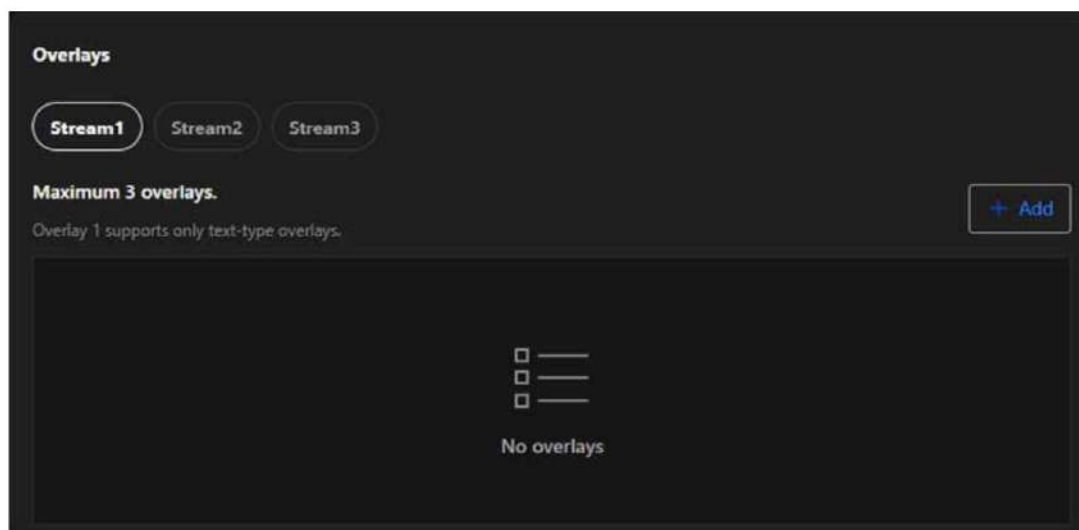 Overlays
Stream1 Stream2 Stream3
Maximum 3 overlays.
+ Add
Overlay 1 supports only text-type overlays.
No overlays